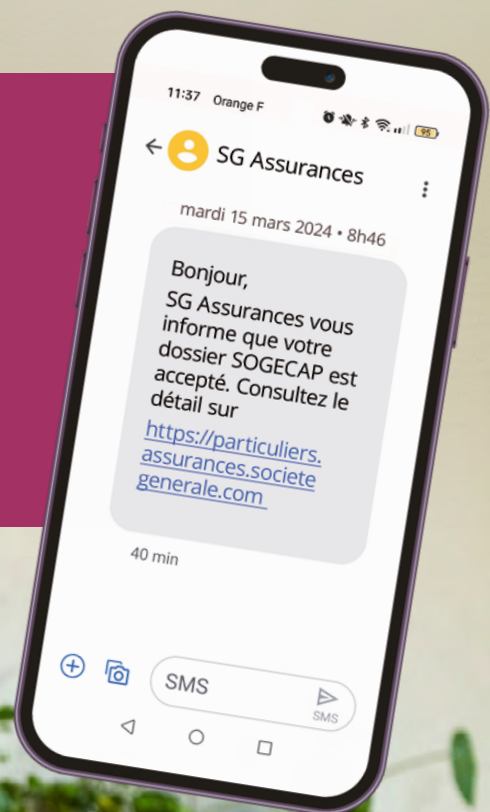 11:37 Orange F 95
SG Assurances
mardi 15 mars 2024 • 8h46
Bonjour,
SG Assurances vous
informe que votre
dossier SOGECAP est
accepté. Consultez le
détail sur
https://particuliers.
assurances.societe
generale.com
40 min
SMS
SMS